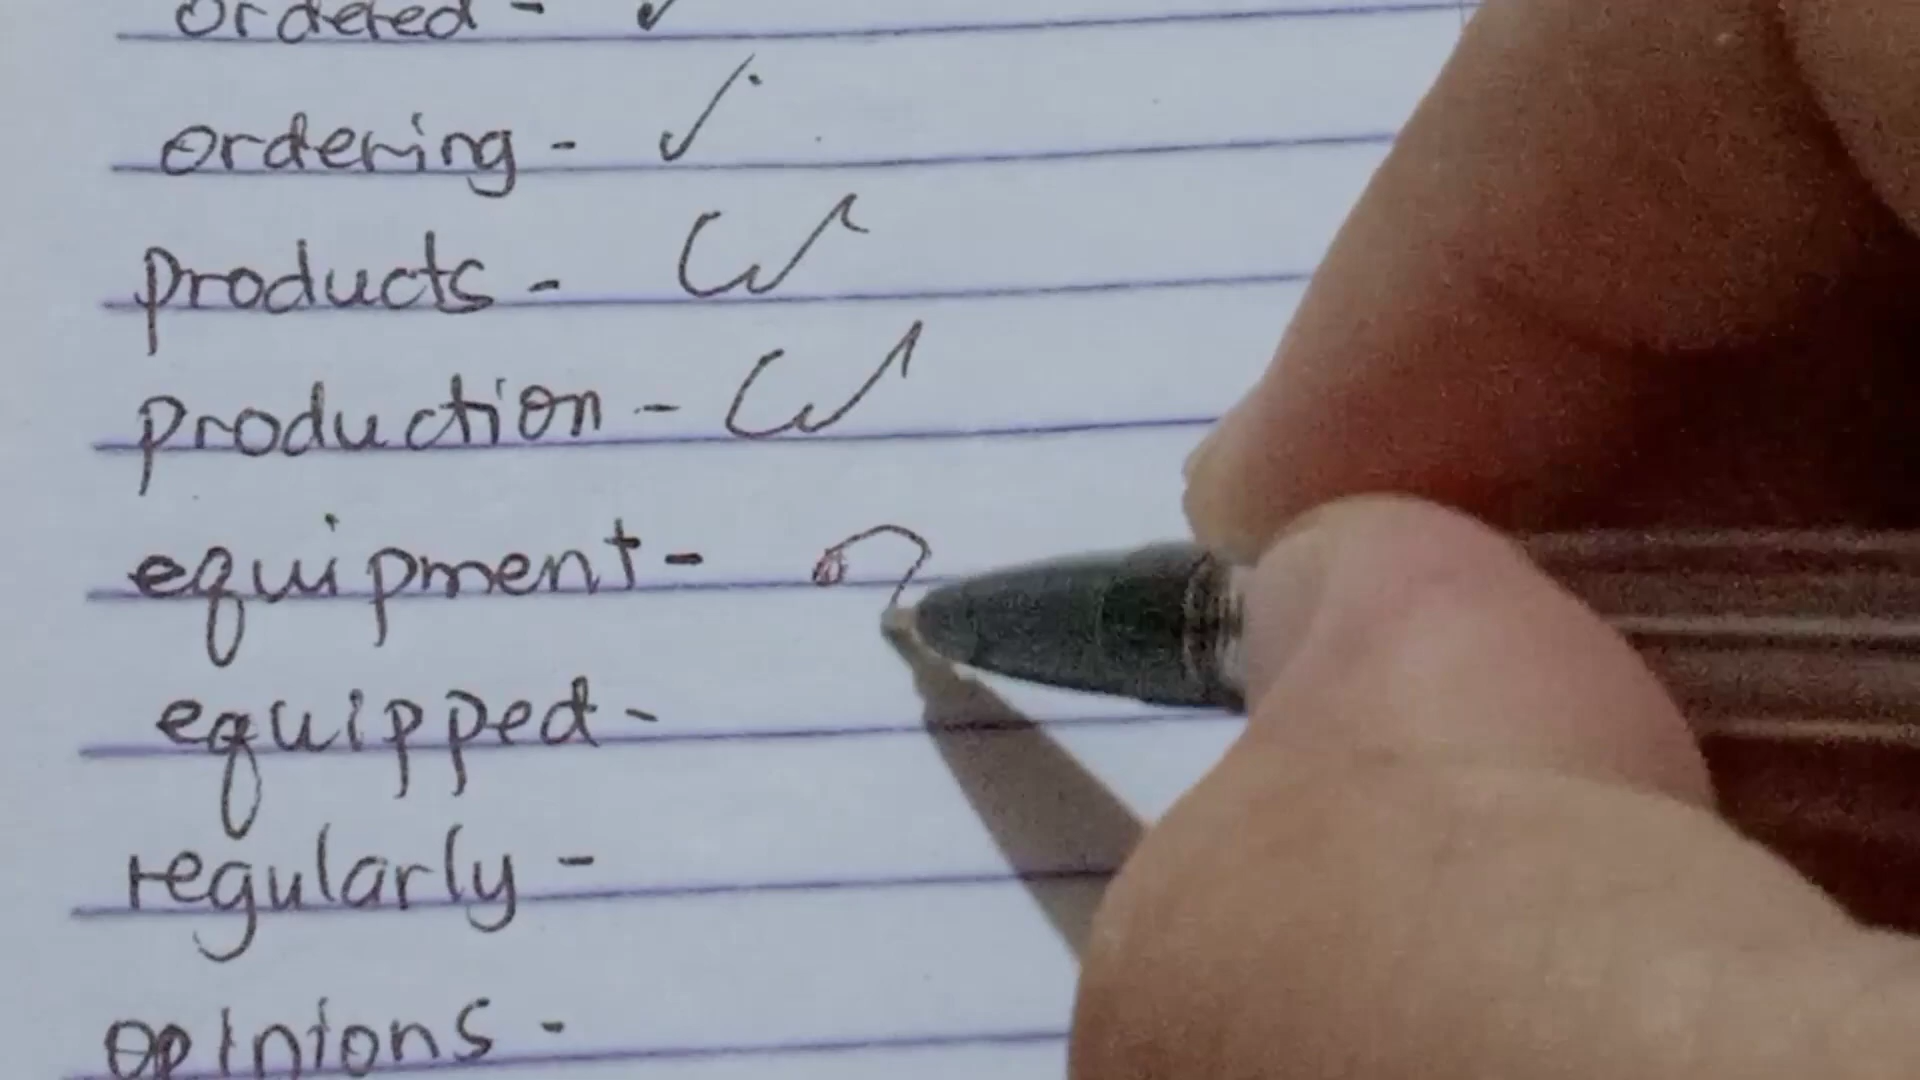 ordered -
ordering -
products -
production -
equipment -
equipped -
regularly -
opinions -